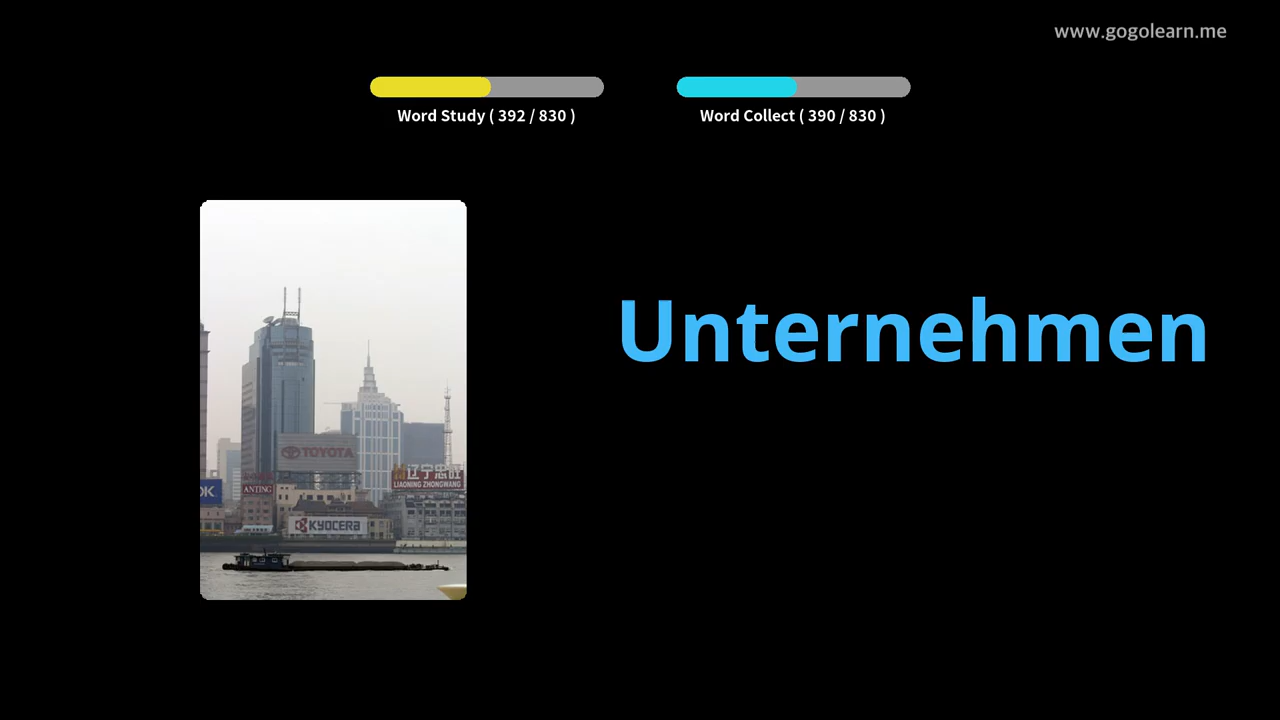 www.gogolearn.me
Word Study ( 392 / 830 )
Word Collect ( 390 / 830 )
Unternehmen
TOYOTA
辽宁忠旺
LIAONING ZHONGWANG
OK
ANTING
KYOCERA